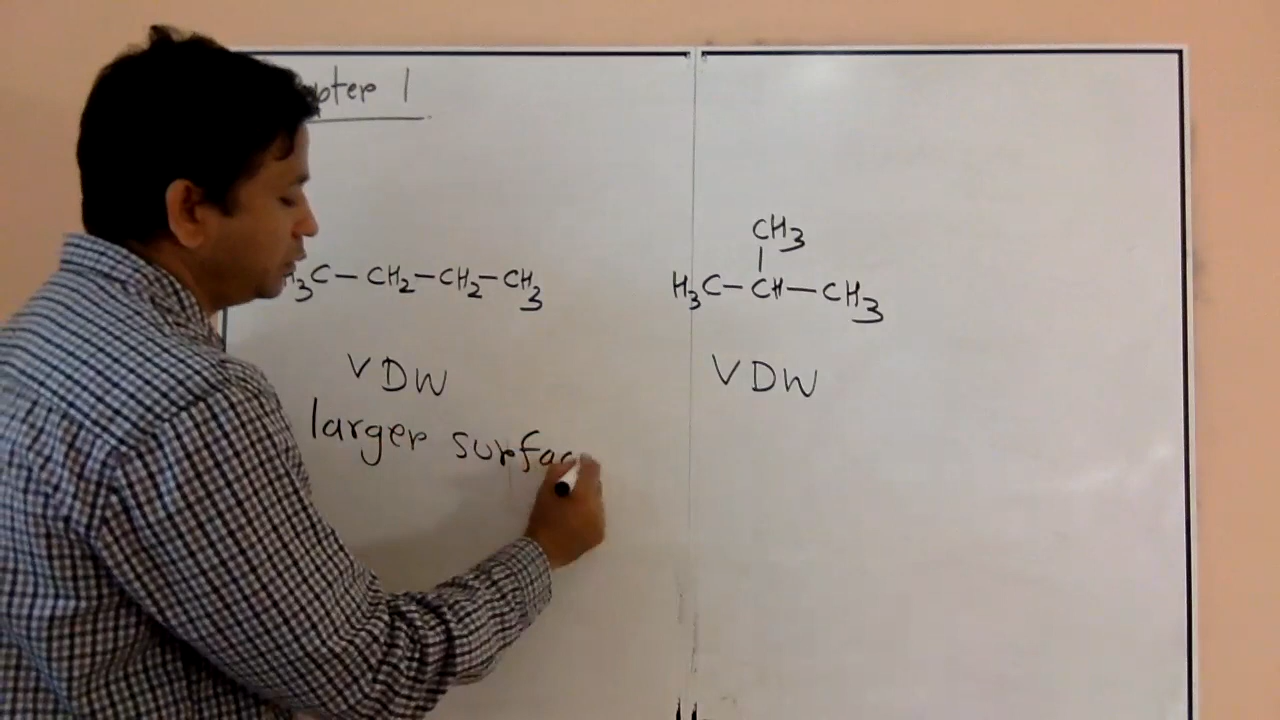 pter 1
CH3
H3C-CH2-CH2-CH3
H3C-CH-CH3
VDW
VDW
larger surfac